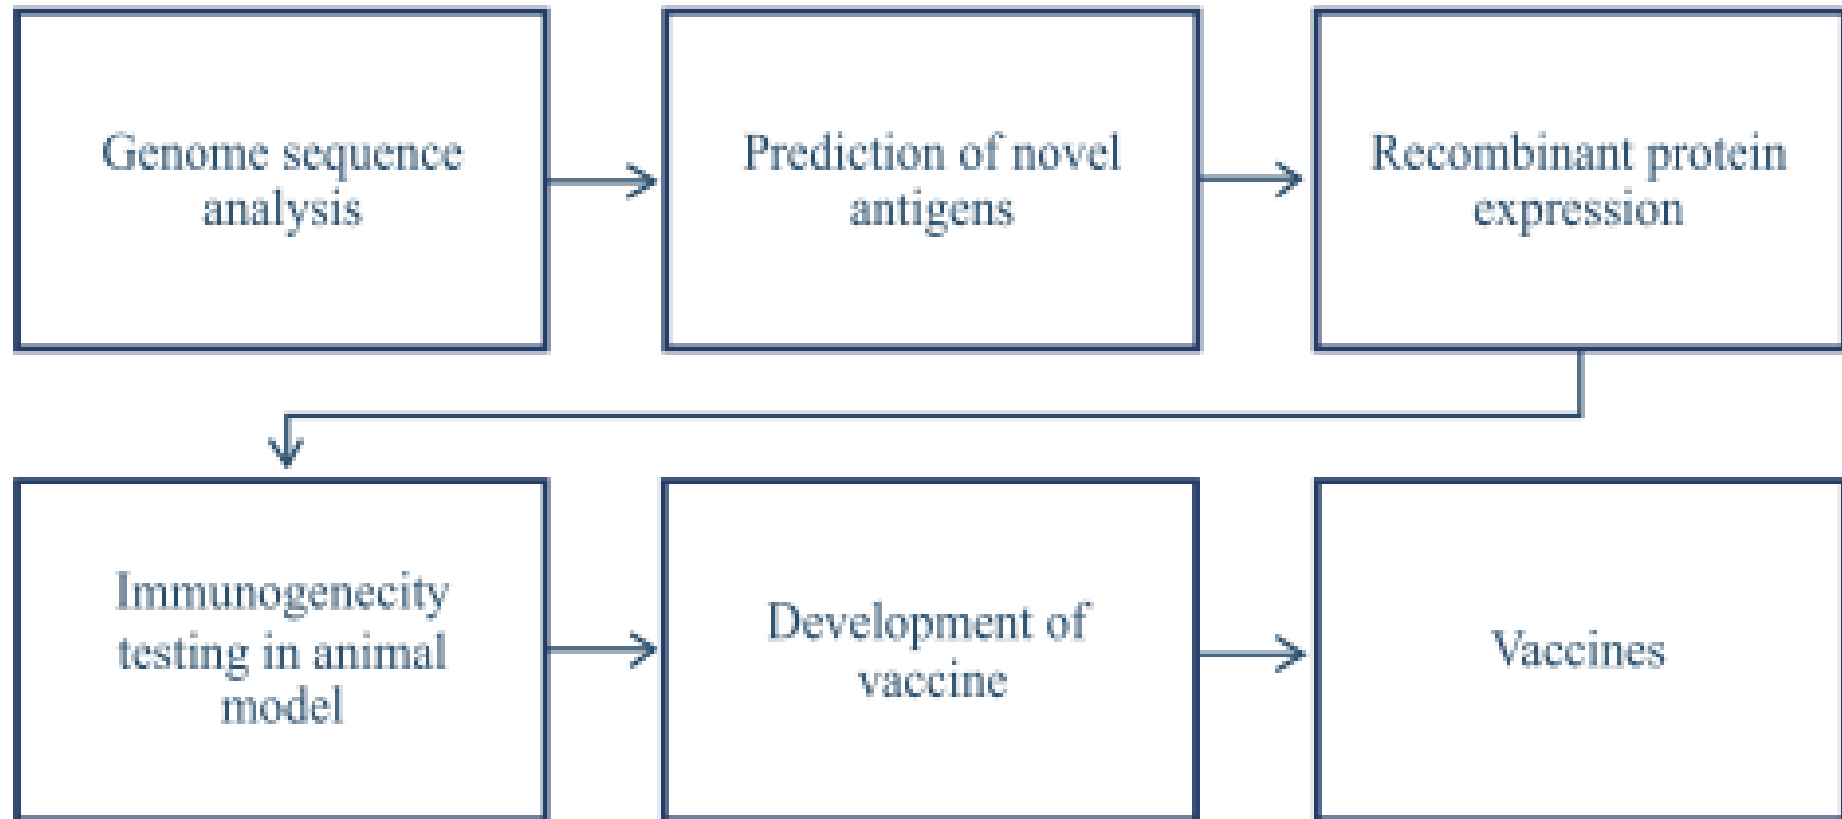 Genome sequence
analysis
Prediction of novel
antigens
Recombinant protein
expression
Immunogenecity
testing in animal
model
Development of
vaccine
Vaccines